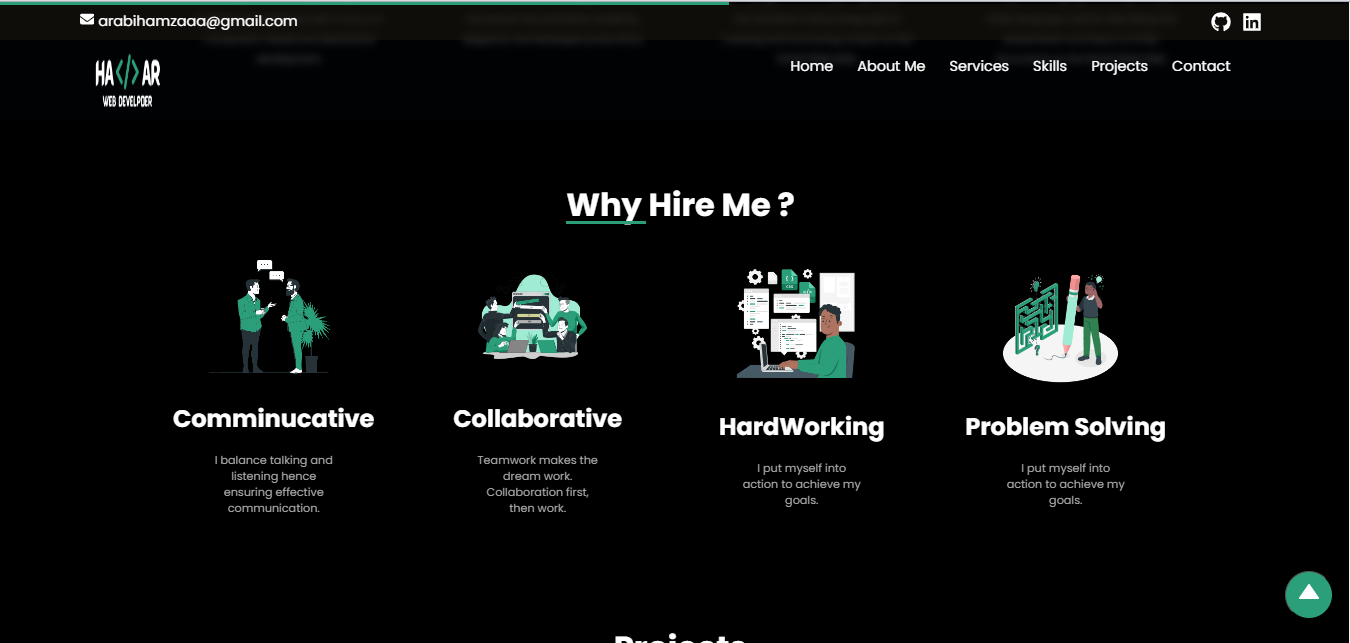 arabihamzaaa@gmail.com
HA</>AR
WEB DEVELPOER
Home About Me Services Skills Projects Contact
Why Hire Me ?
Comminucative
I balance talking and
listening hence
ensuring effective
communication.
Collaborative
Teamwork makes the
dream work.
Collaboration first,
then work.
HardWorking
I put myself into
action to achieve my
goals.
Problem Solving
I put myself into
action to achieve my
goals.
Projects